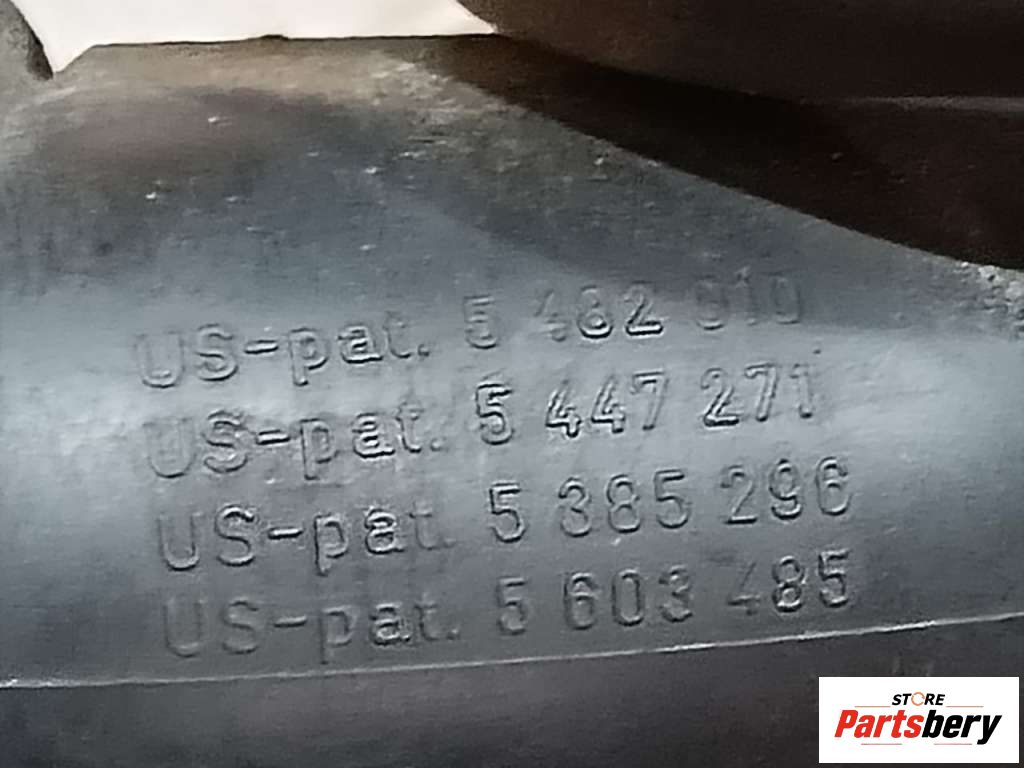 US-pat. 5 482 010
US-pat. 5 447 271
US-pat. 5 385 296
US-pat. 5 603 485
STORE
Partsbery